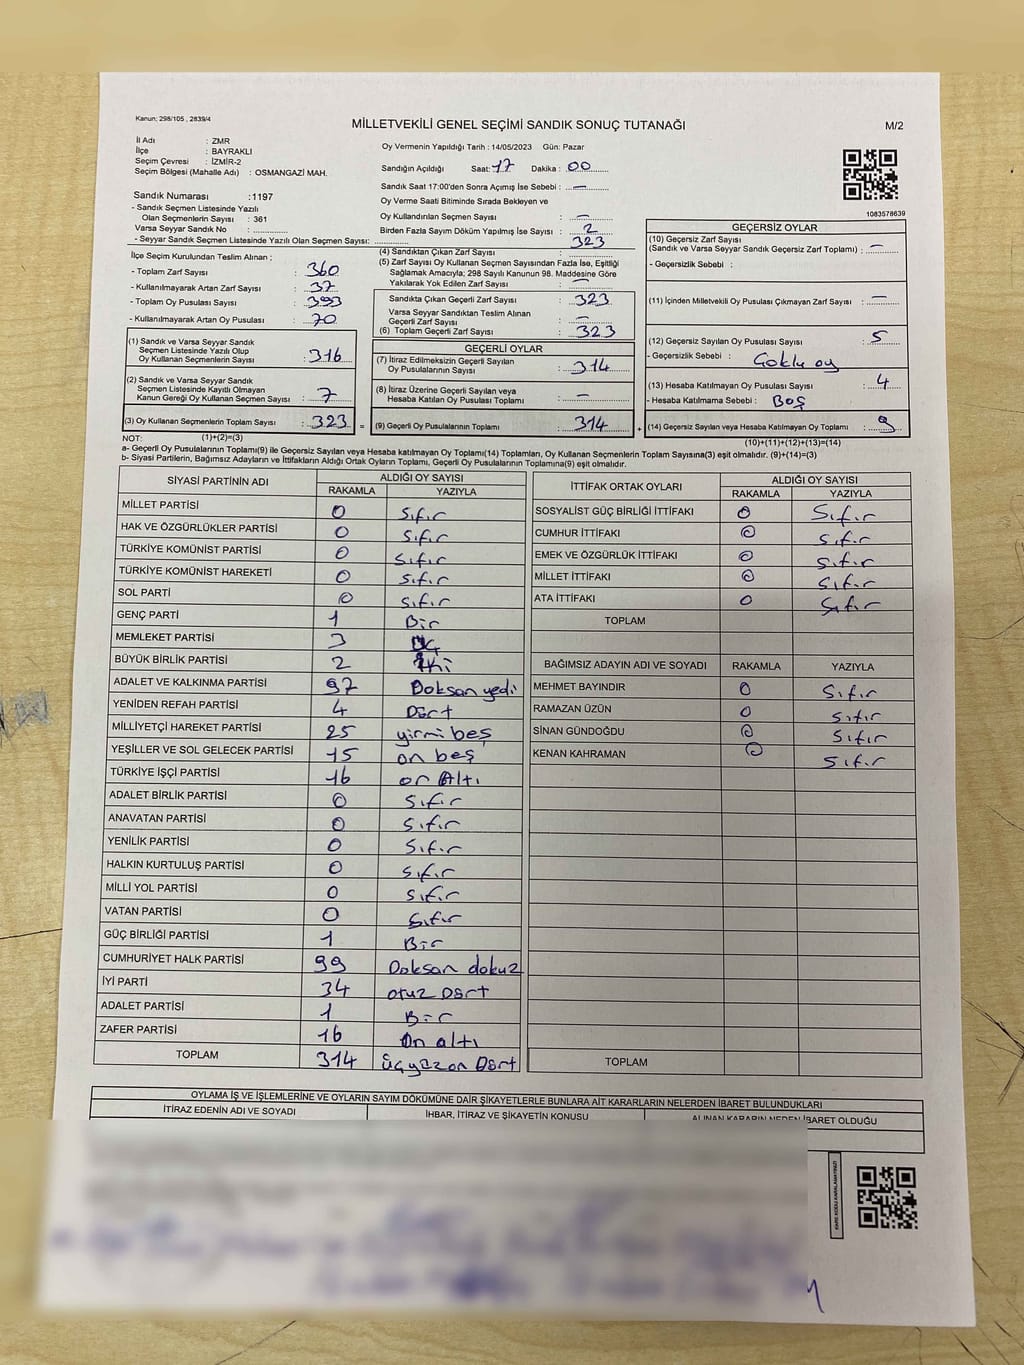 Kanun; 298/105 , 2839/4
MİLLETVEKİLİ GENEL SEÇİMİ SANDIK SONUÇ TUTANAĞI
M/2
İl Adı : ZMR
İlçe : BAYRAKLI
Seçim Çevresi : İZMİR-2
Seçim Bölgesi (Mahalle Adı) : OSMANGAZİ MAH.
Sandık Numarası : 1197
- Sandık Seçmen Listesinde Yazılı
Olan Seçmenlerin Sayısı : 361
Varsa Seyyar Sandık No :
- Seyyar Sandık Seçmen Listesinde Yazılı Olan Seçmen Sayısı:
Oy Vermenin Yapıldığı Tarih : 14/05/2023 Gün: Pazar
Sandığın Açıldığı Saat: 17 Dakika : 00
Sandık Saat 17:00'den Sonra Açımış İse Sebebi : —
Oy Verme Saati Bitiminde Sırada Bekleyen ve
Oy Kullandırılan Seçmen Sayısı : —
Birden Fazla Sayım Döküm Yapılmış İse Sayısı : 2
1083578639
İlçe Seçim Kurulundan Teslim Alınan ;
- Toplam Zarf Sayısı : 360
- Kullanılmayarak Artan Zarf Sayısı : 37
- Toplam Oy Pusulası Sayısı : 393
- Kullanılmayarak Artan Oy Pusulası : 70
(1) Sandık ve Varsa Seyyar Sandık
Seçmen Listesinde Yazılı Olup
Oy Kullanan Seçmenlerin Sayısı : 316
(2) Sandık ve Varsa Seyyar Sandık
Seçmen Listesinde Kayıtlı Olmayan
Kanun Gereği Oy Kullanan Seçmen Sayısı : 7
(3) Oy Kullanan Seçmenlerin Toplam Sayısı : 323
(4) Sandıktan Çıkan Zarf Sayısı : 323
(5) Zarf Sayısı Oy Kullanan Seçmen Sayısından Fazla İse, Eşitliği
Sağlamak Amacıyla; 298 Sayılı Kanunun 98. Maddesine Göre
Yakılarak Yok Edilen Zarf Sayısı : —
Sandıkta Çıkan Geçerli Zarf Sayısı : 323
Varsa Seyyar Sandıktan Teslim Alınan
Geçerli Zarf Sayısı : —
(6) Toplam Geçerli Zarf Sayısı : 323
GEÇERLİ OYLAR
(7) İtiraz Edilmeksizin Geçerli Sayılan
Oy Pusulalarının Sayısı : 314
(8) İtiraz Üzerine Geçerli Sayılan veya
Hesaba Katılan Oy Pusulası Toplamı : —
= (9) Geçerli Oy Pusulalarının Toplamı : 314
GEÇERSİZ OYLAR
(10) Geçersiz Zarf Sayısı
(Sandık ve Varsa Seyyar Sandık Geçersiz Zarf Toplamı) : —
- Geçersizlik Sebebi :
(11) İçinden Milletvekili Oy Pusulası Çıkmayan Zarf Sayısı : —
(12) Geçersiz Sayılan Oy Pusulası Sayısı : 5
- Geçersizlik Sebebi : Çoklu oy
(13) Hesaba Katılmayan Oy Pusulası Sayısı : 4
- Hesaba Katılmama Sebebi : Boş
+ (14) Geçersiz Sayılan veya Hesaba Katılmayan Oy Toplamı : 9
NOT: (1)+(2)=(3)
(10)+(11)+(12)+(13)=(14)
a- Geçerli Oy Pusulalarının Toplamı(9) ile Geçersiz Sayılan veya Hesaba katılmayan Oy Toplamı(14) Toplamları, Oy Kullanan Seçmenlerin Toplam Sayısına(3) eşit olmalıdır. (9)+(14)=(3)
b- Siyasi Partilerin, Bağımsız Adayların ve İttifakların Aldığı Ortak Oyların Toplamı, Geçerli Oy Pusulalarının Toplamına(9) eşit olmalıdır.
SİYASİ PARTİNİN ADI ALDIĞI OY SAYISI
RAKAMLA YAZIYLA
MİLLET PARTİSİ 0 Sıfır
HAK VE ÖZGÜRLÜKLER PARTİSİ 0 Sıfır
TÜRKİYE KOMÜNİST PARTİSİ 0 Sıfır
TÜRKİYE KOMÜNİST HAREKETİ 0 Sıfır
SOL PARTİ 0 Sıfır
GENÇ PARTİ 1 Bir
MEMLEKET PARTİSİ 3 Üç
BÜYÜK BİRLİK PARTİSİ 2 İki
ADALET VE KALKINMA PARTİSİ 97 Doksan yedi
YENİDEN REFAH PARTİSİ 4 Dört
MİLLİYETÇİ HAREKET PARTİSİ 25 yirmi beş
YEŞİLLER VE SOL GELECEK PARTİSİ 15 on beş
TÜRKİYE İŞÇİ PARTİSİ 16 on Altı
ADALET BİRLİK PARTİSİ 0 Sıfır
ANAVATAN PARTİSİ 0 Sıfır
YENİLİK PARTİSİ 0 Sıfır
HALKIN KURTULUŞ PARTİSİ 0 Sıfır
MİLLİ YOL PARTİSİ 0 Sıfır
VATAN PARTİSİ 0 Sıfır
GÜÇ BİRLİĞİ PARTİSİ 1 Bir
CUMHURİYET HALK PARTİSİ 99 Doksan dokuz
İYİ PARTİ 34 otuz Dört
ADALET PARTİSİ 1 Bir
ZAFER PARTİSİ 16 On altı
TOPLAM 314 Üçyüzon Dört
İTTİFAK ORTAK OYLARI ALDIĞI OY SAYISI
RAKAMLA YAZIYLA
SOSYALİST GÜÇ BİRLİĞİ İTTİFAKI 0 Sıfır
CUMHUR İTTİFAKI 0 Sıfır
EMEK VE ÖZGÜRLÜK İTTİFAKI 0 Sıfır
MİLLET İTTİFAKI 0 Sıfır
ATA İTTİFAKI 0 Sıfır
TOPLAM
BAĞIMSIZ ADAYIN ADI VE SOYADI RAKAMLA YAZIYLA
MEHMET BAYINDIR 0 Sıfır
RAMAZAN ÜZÜN 0 Sıfır
SİNAN GÜNDOĞDU 0 Sıfır
KENAN KAHRAMAN 0 Sıfır
TOPLAM
OYLAMA İŞ VE İŞLEMLERİNE VE OYLARIN SAYIM DÖKÜMÜNE DAİR ŞİKAYETLERLE BUNLARA AİT KARARLARIN NELERDEN İBARET BULUNDUKLARI
İTİRAZ EDENİN ADI VE SOYADI İHBAR, İTİRAZ VE ŞİKAYETİN KONUSU ALINAN KARARIN NEDEN İBARET OLDUĞU